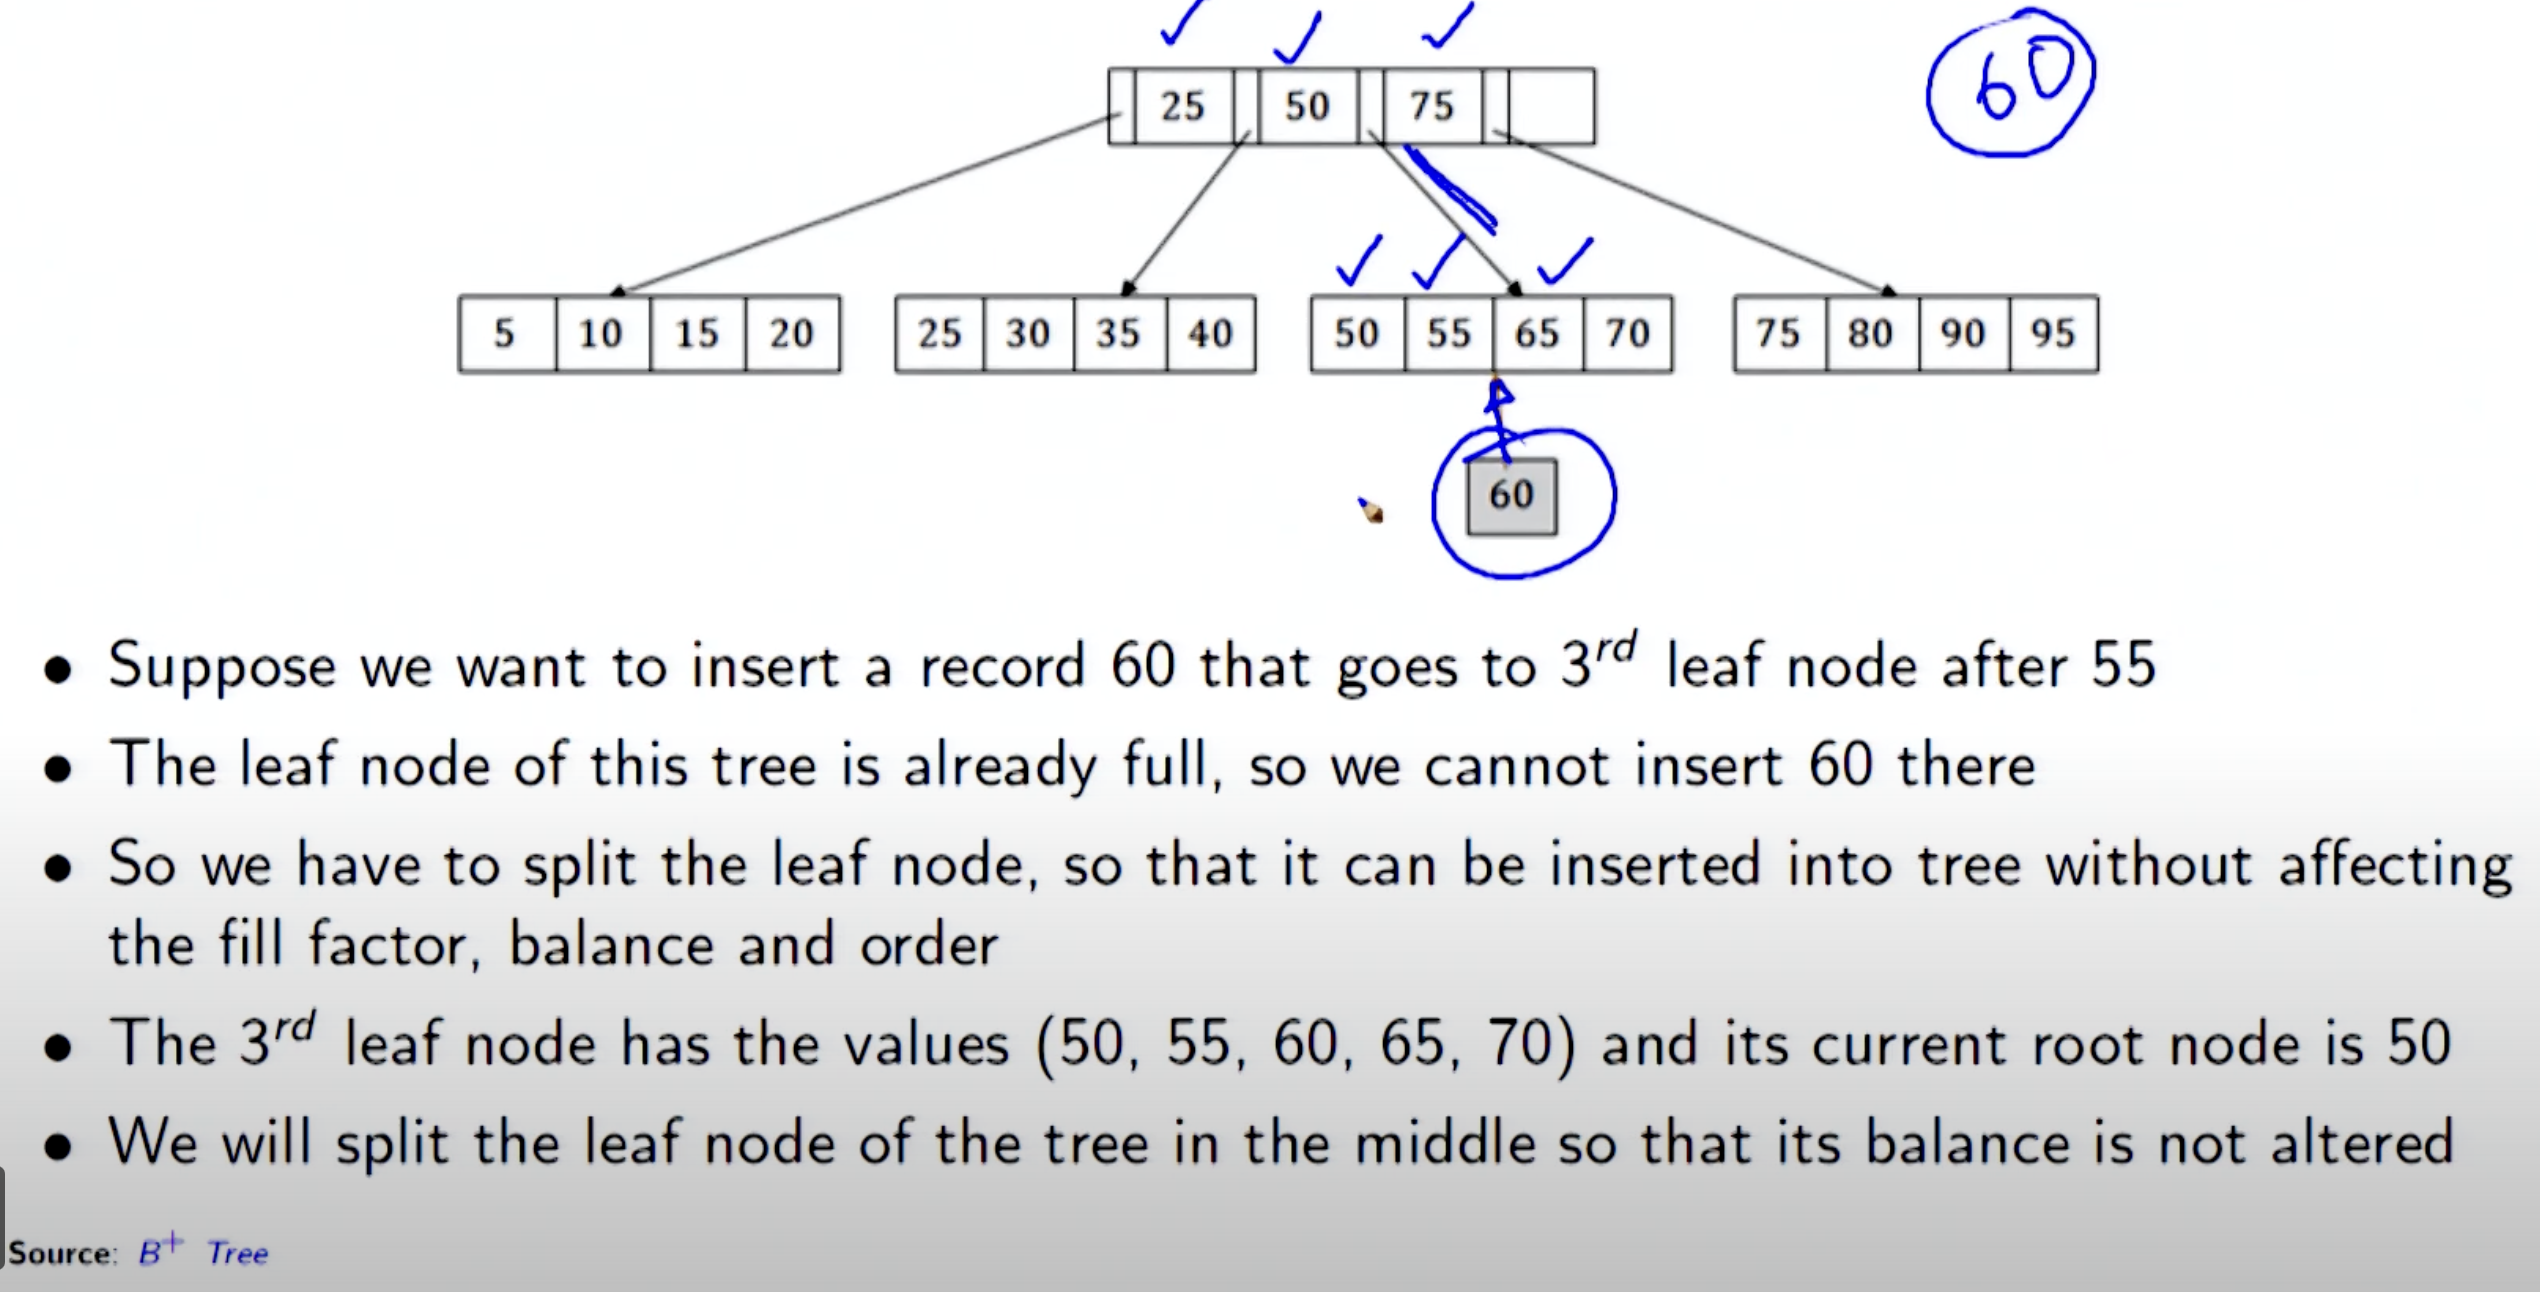 60
25 50 75
5 10 15 20 25 30 35 40 50 55 65 70 75 80 90 95
60
• Suppose we want to insert a record 60 that goes to 3rd leaf node after 55
• The leaf node of this tree is already full, so we cannot insert 60 there
• So we have to split the leaf node, so that it can be inserted into tree without affecting
the fill factor, balance and order
• The 3rd leaf node has the values (50, 55, 60, 65, 70) and its current root node is 50
• We will split the leaf node of the tree in the middle so that its balance is not altered
Source: B+ Tree